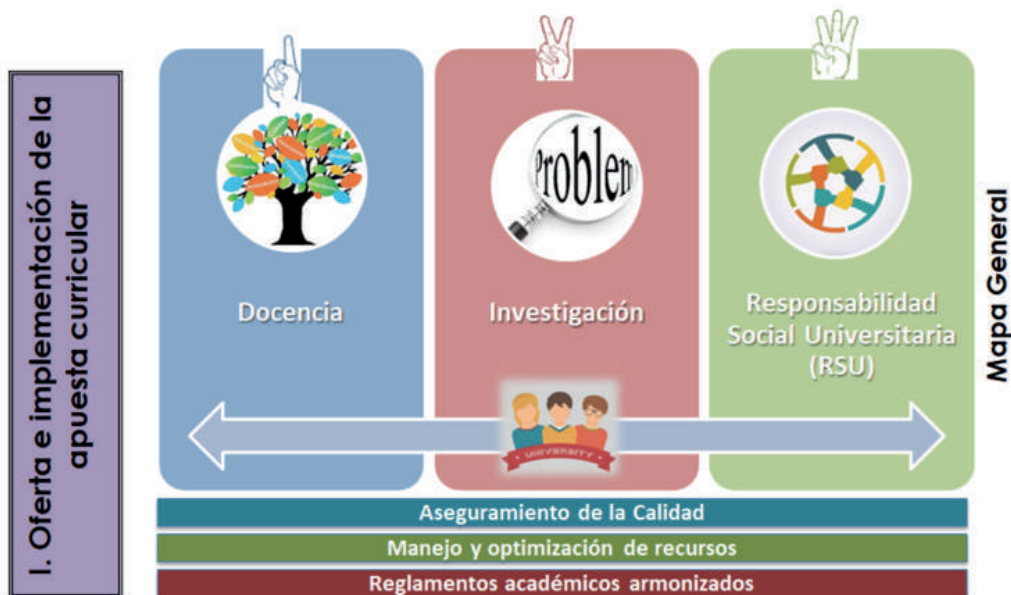 I. Oferta e implementación de la
apuesta curricular
Docencia
Problem
Investigación
Responsabilidad
Social Universitaria
(RSU)
Mapa General
UNIVERSITY
Aseguramiento de la Calidad
Manejo y optimización de recursos
Reglamentos académicos armonizados